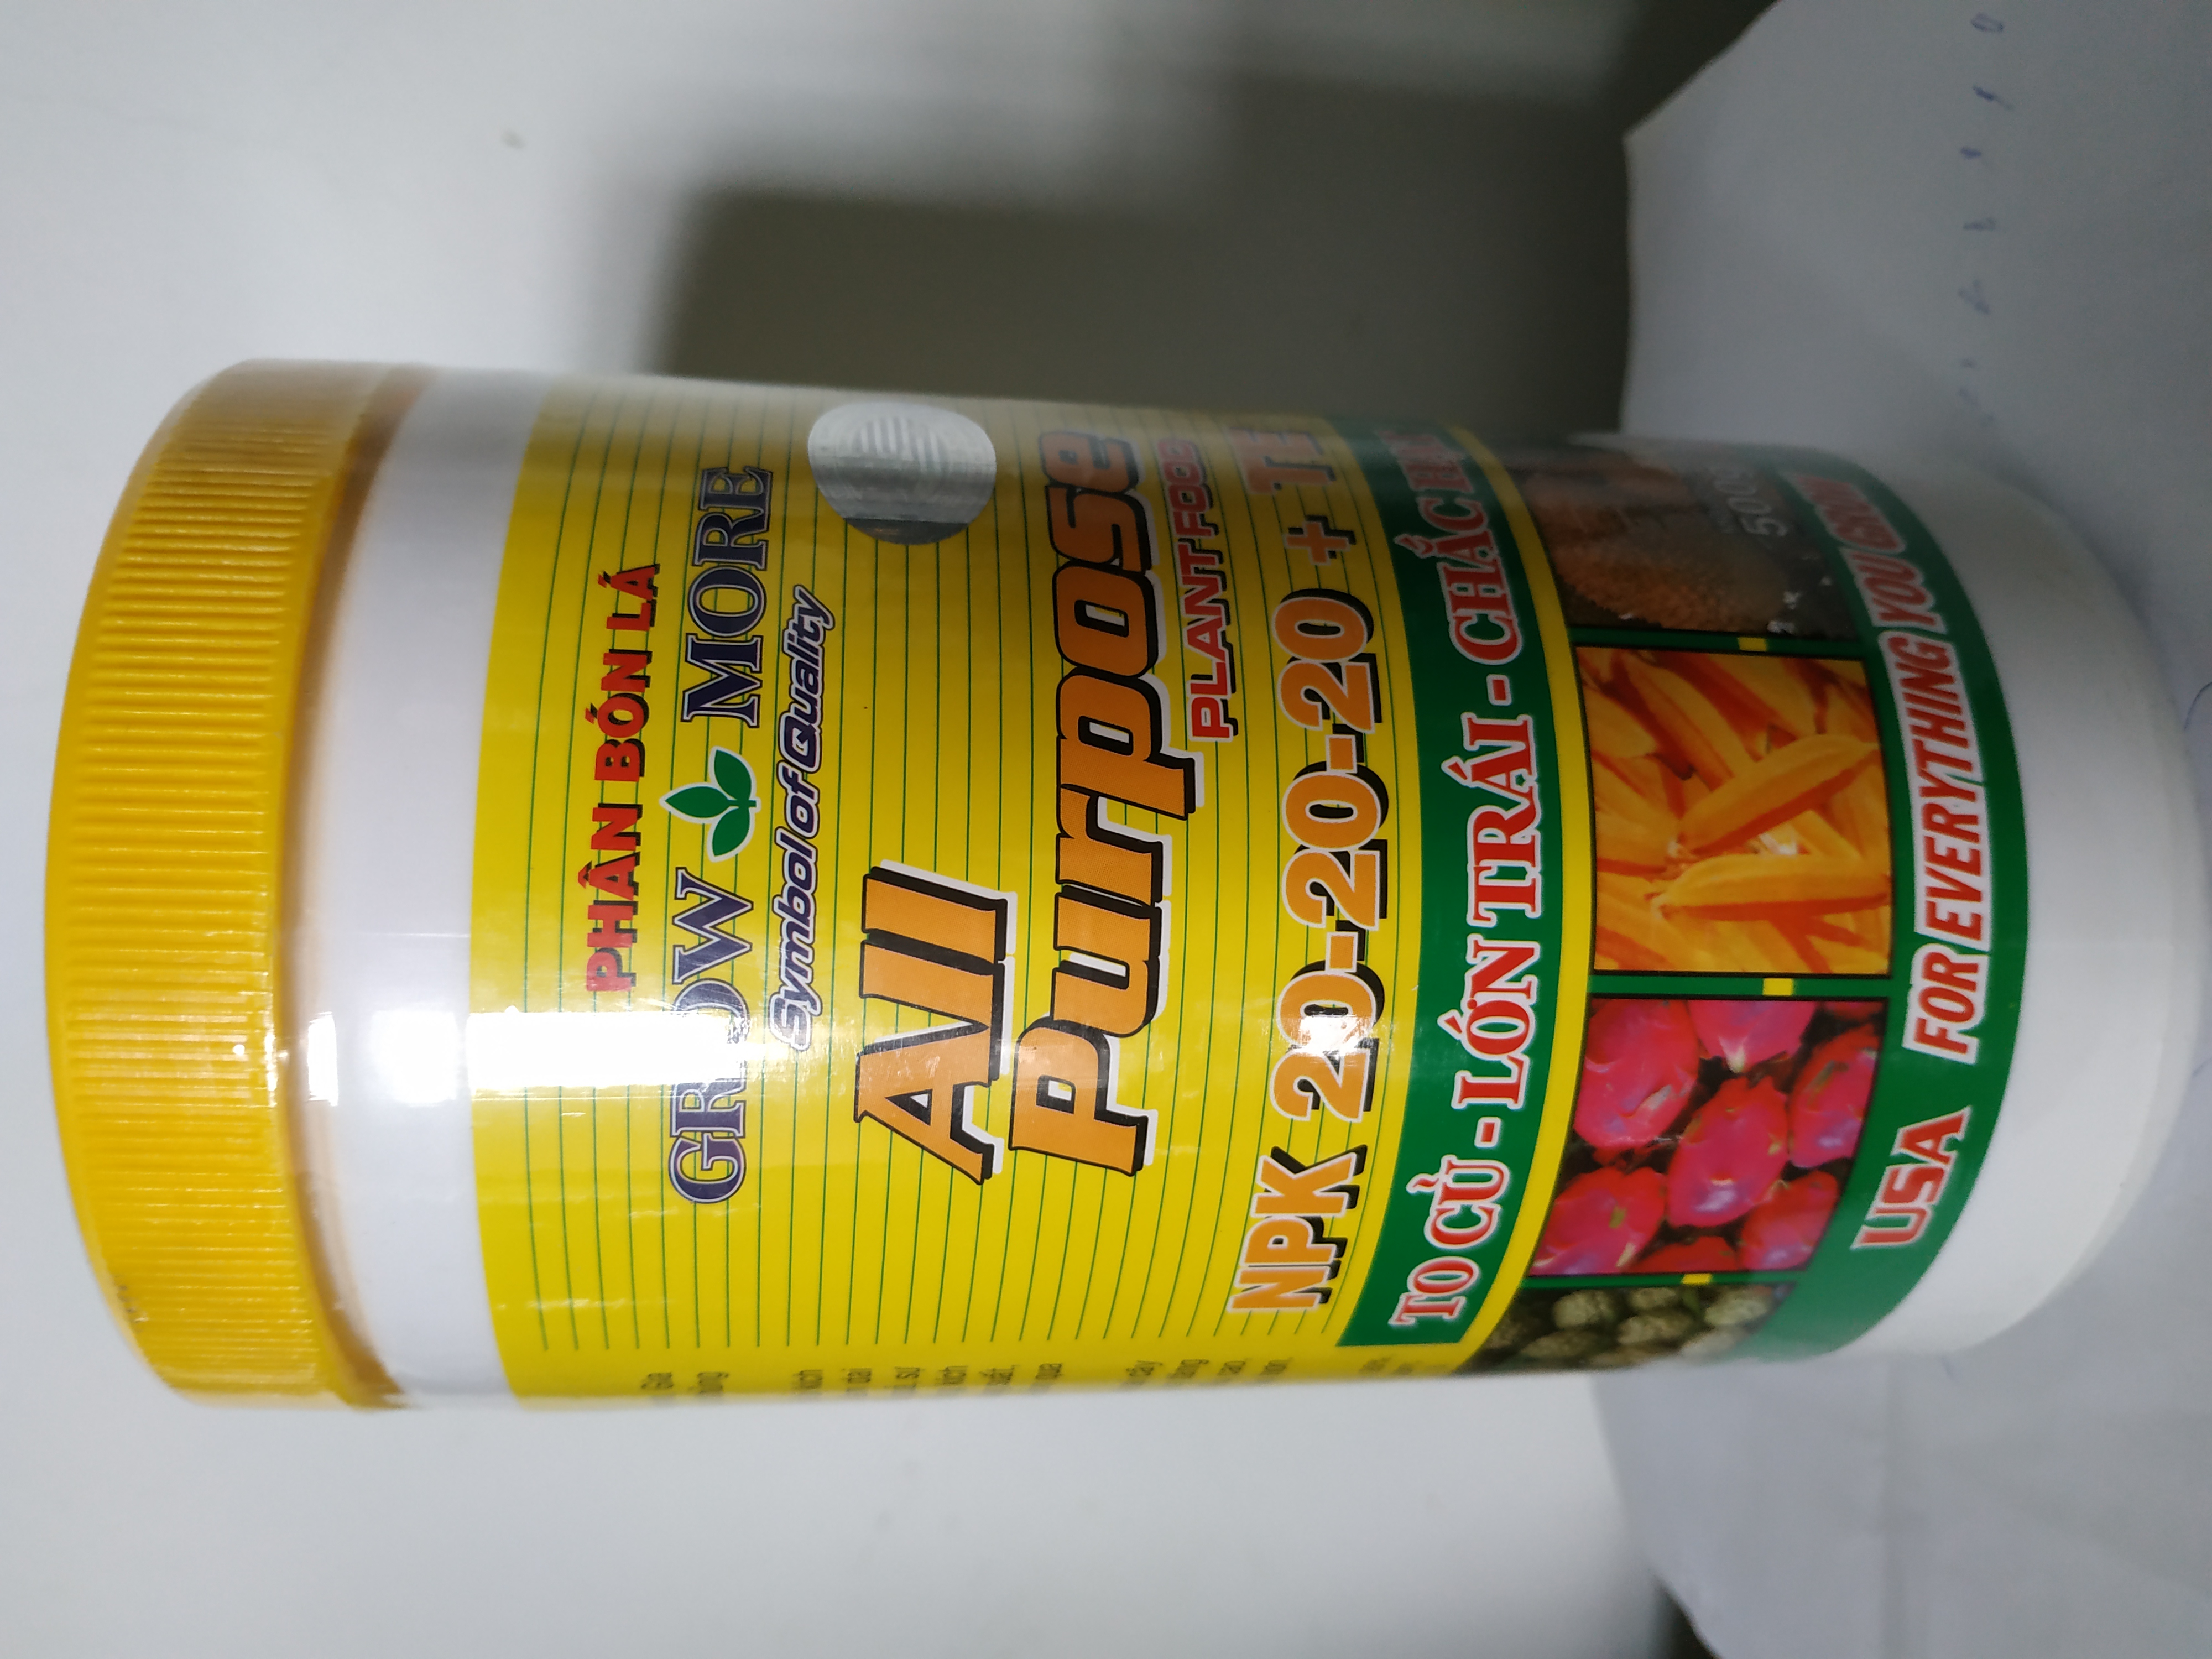 PHÂN BÓN LÁ
GROW MORE
Symbol of Quality
All
Purpose
PLANT FOOD
NPK 20-20-20 + TE
TO CỦ - LỚN TRÁI - CHẮC HẠT
500g
USA FOR EVERYTHING YOU GROW